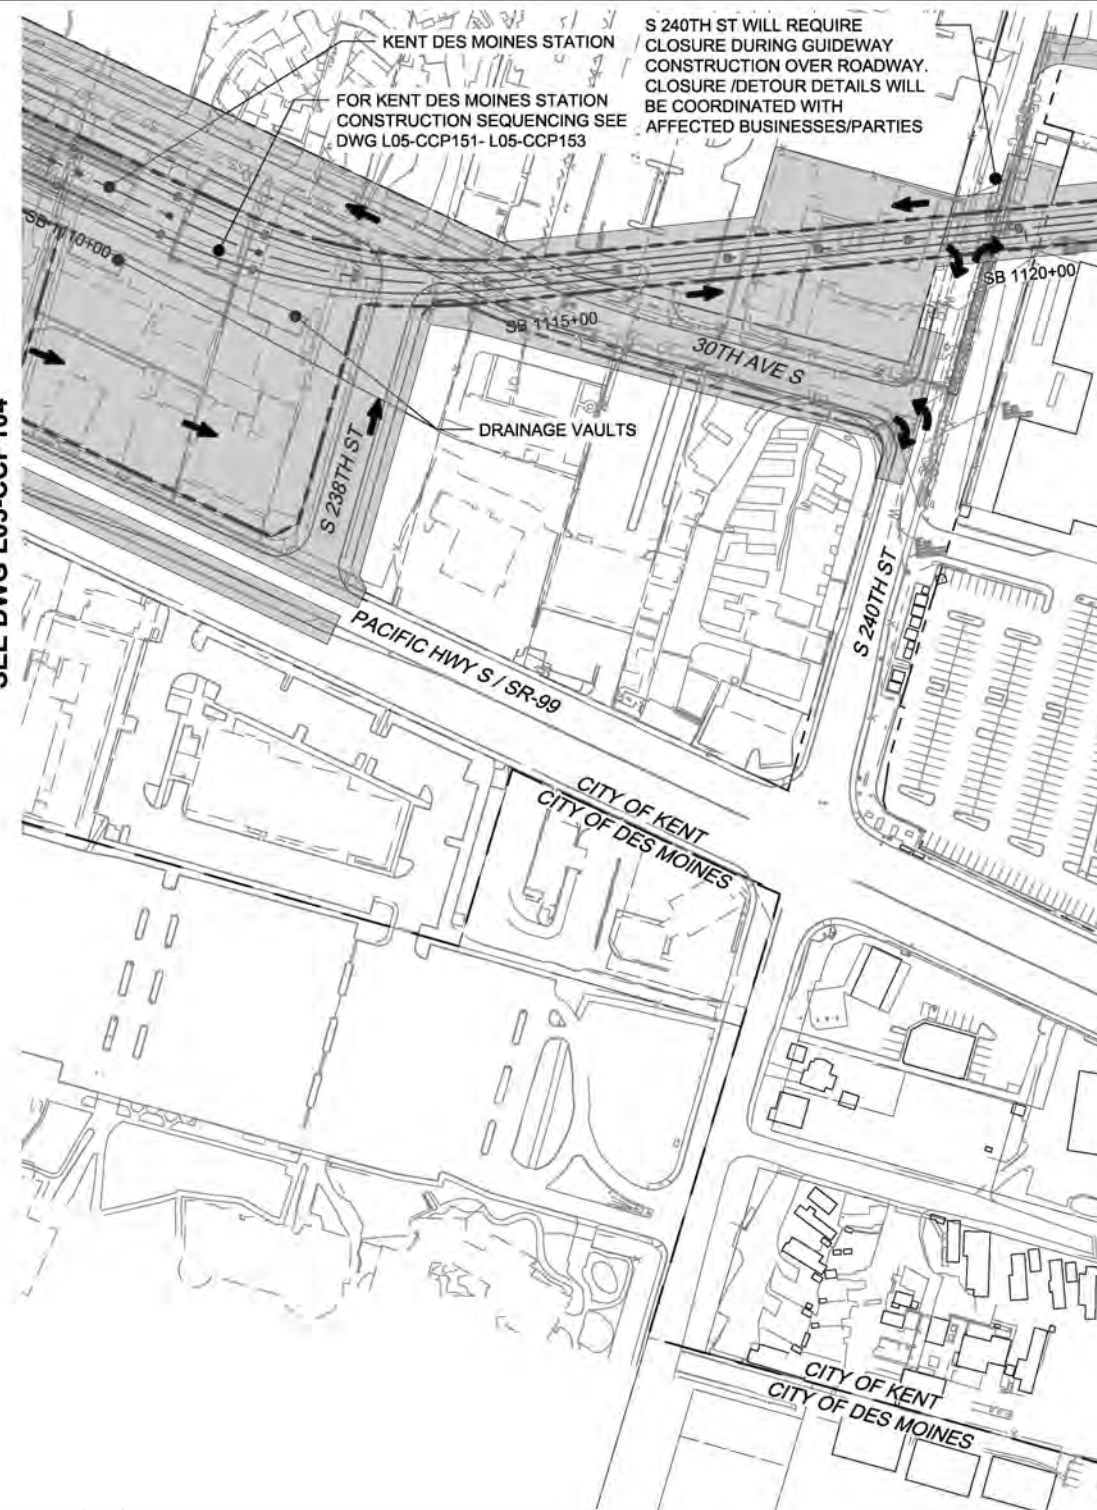 KENT DES MOINES STATION
FOR KENT DES MOINES STATION
CONSTRUCTION SEQUENCING SEE
DWG L05-CCP151- L05-CCP153
S 240TH ST WILL REQUIRE
CLOSURE DURING GUIDEWAY
CONSTRUCTION OVER ROADWAY.
CLOSURE /DETOUR DETAILS WILL
BE COORDINATED WITH
AFFECTED BUSINESSES/PARTIES
SB 1110+00
SB 1120+00
SB 1115+00
30TH AVE S
DRAINAGE VAULTS
S 238TH ST
S 240TH ST
PACIFIC HWY S / SR-99
CITY OF KENT
CITY OF DES MOINES
CITY OF KENT
CITY OF DES MOINES